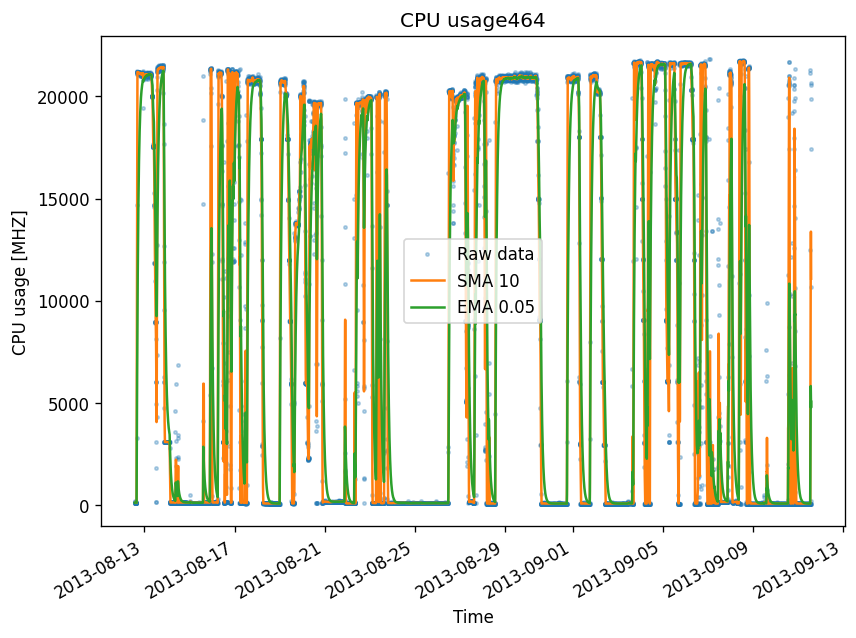 CPU usage464
CPU usage [MHZ]
20000
15000
10000
5000
0
Raw data
SMA 10
EMA 0.05
2013-08-13
2013-08-17
2013-08-21
2013-08-25
2013-08-29
2013-09-01
2013-09-05
2013-09-09
2013-09-13
Time